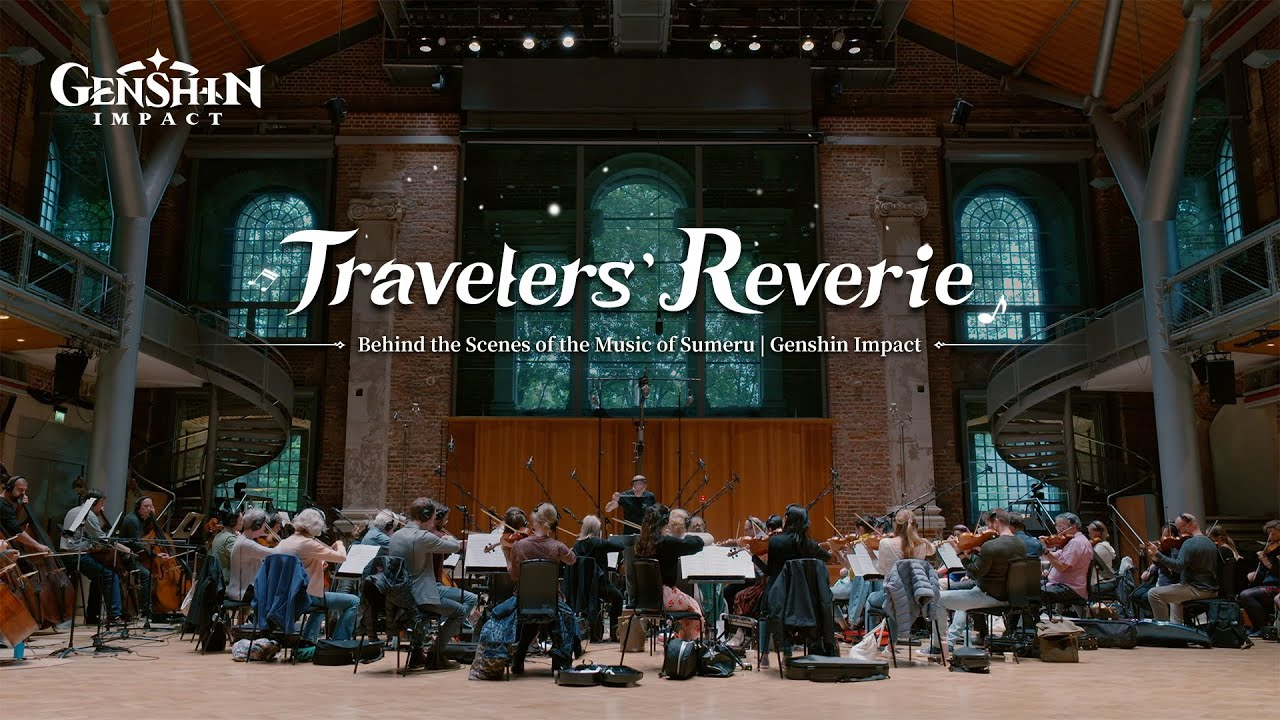 GENSHIN
IMPACT
Travelers' Reverie
Behind the Scenes of the Music of Sumeru | Genshin Impact